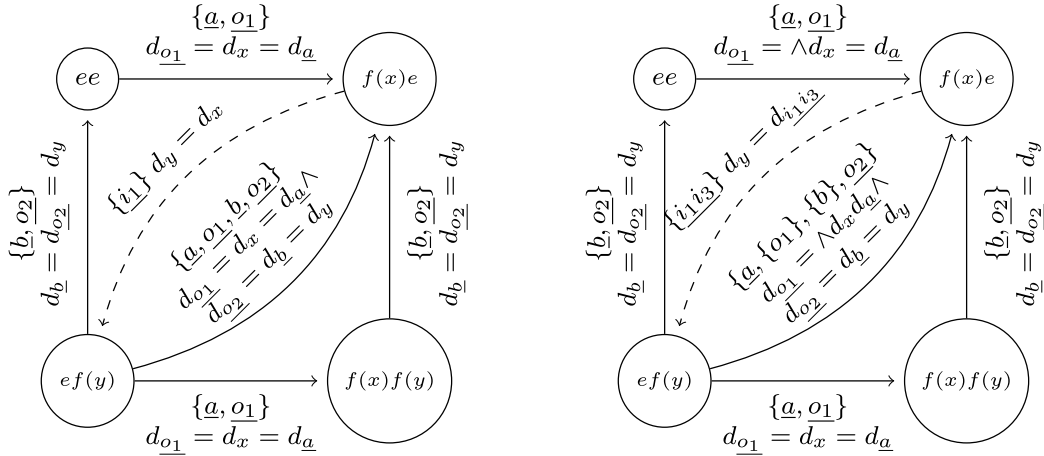 {a, o₁}
d_o₁ = d_x = d_a
ee
f(x)e
{b, o₂}
d_b = d_o₂ = d_y
{i₁} d_y = d_x
{a, o₁, b, o₂}
d_o₁ = d_x = d_a ∧
d_o₂ = d_b = d_y
{b, o₂}
d_b = d_o₂ = d_y
ef(y)
f(x)f(y)
{a, o₁}
d_o₁ = d_x = d_a
{a, o₁}
d_o₁ = ∧d_x = d_a
ee
f(x)e
{b, o₂}
d_b = d_o₂ = d_y
{i₁i₃} d_y = d_i₁i₃
{a, {o₁}, {b}, o₂}
d_o₁ = ∧d_x d_a ∧
d_o₂ = d_b = d_y
{b, o₂}
d_b = d_o₂ = d_y
ef(y)
f(x)f(y)
{a, o₁}
d_o₁ = d_x = d_a